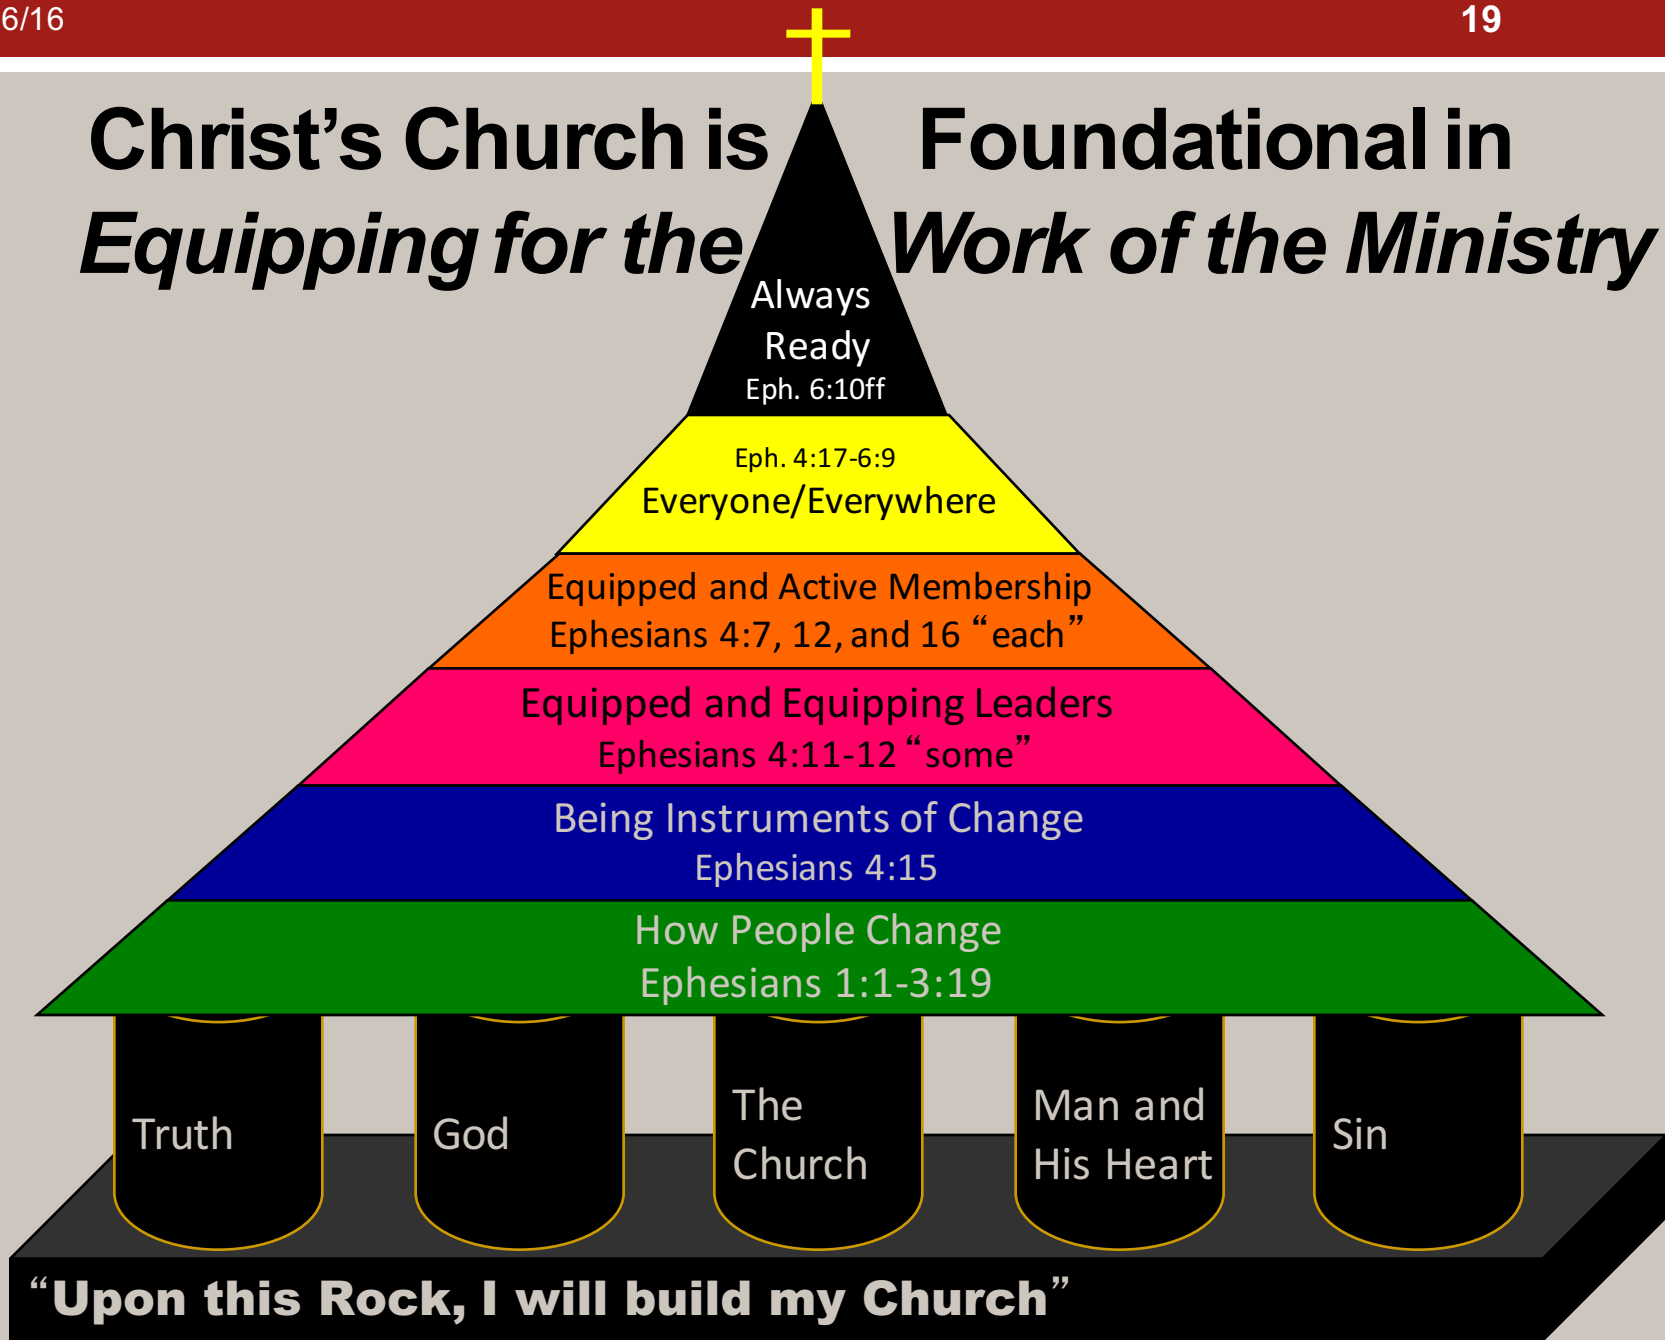 6/16
19
Christ’s Church is Foundational in
Equipping for the Work of the Ministry
Always
Ready
Eph. 6:10ff
Eph. 4:17-6:9
Everyone/Everywhere
Equipped and Active Membership
Ephesians 4:7, 12, and 16 “each”
Equipped and Equipping Leaders
Ephesians 4:11-12 “some”
Being Instruments of Change
Ephesians 4:15
How People Change
Ephesians 1:1-3:19
Truth
God
The
Church
Man and
His Heart
Sin
“Upon this Rock, I will build my Church”